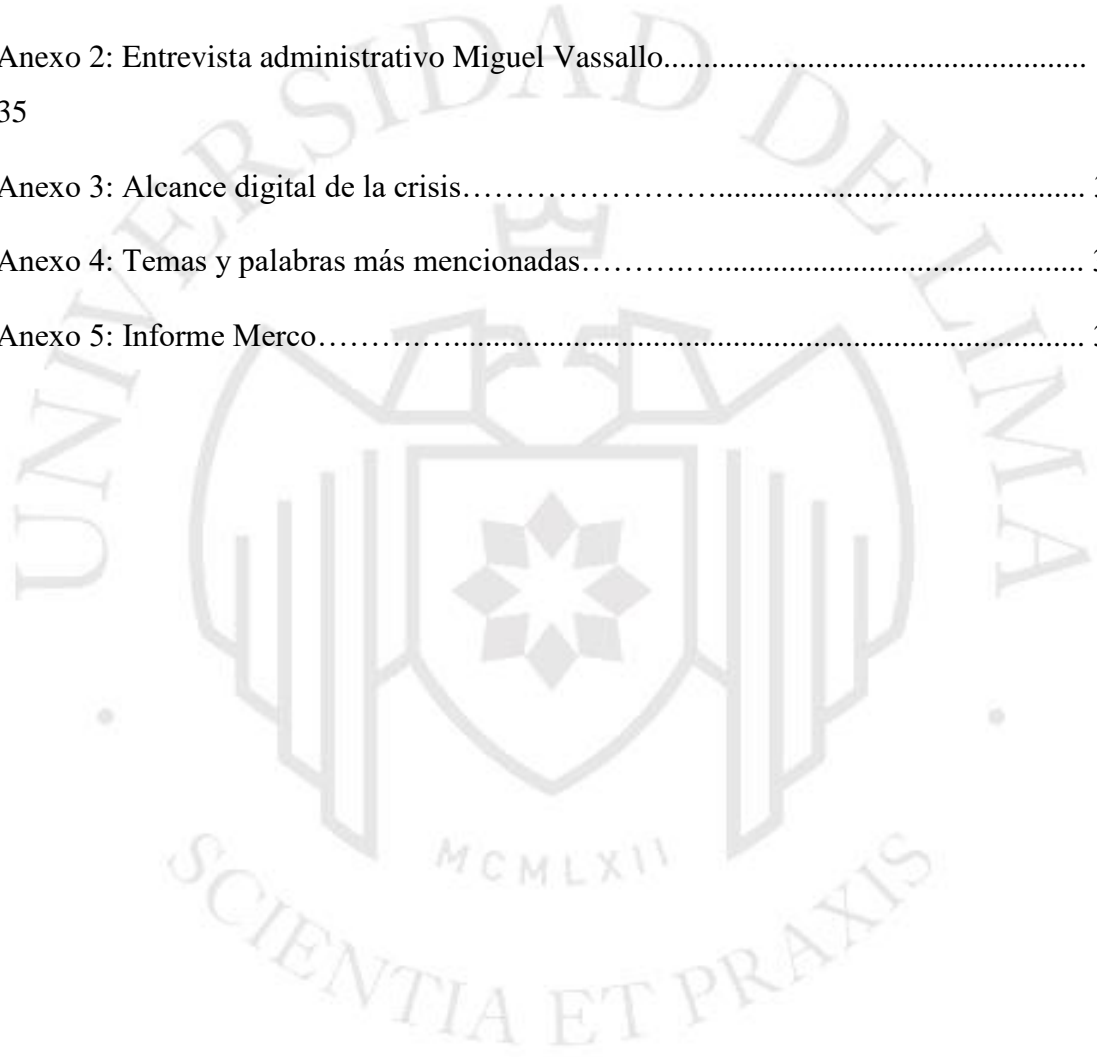 Anexo 2: Entrevista administrativo Miguel Vassallo..................................................
35
Anexo 3: Alcance digital de la crisis……………………............................................
Anexo 4: Temas y palabras más mencionadas…………...........................................
Anexo 5: Informe Merco……………..........................................................................
UNIVERSIDAD DE LIMA
MCMLXII
SCIENTIA ET PRAXIS